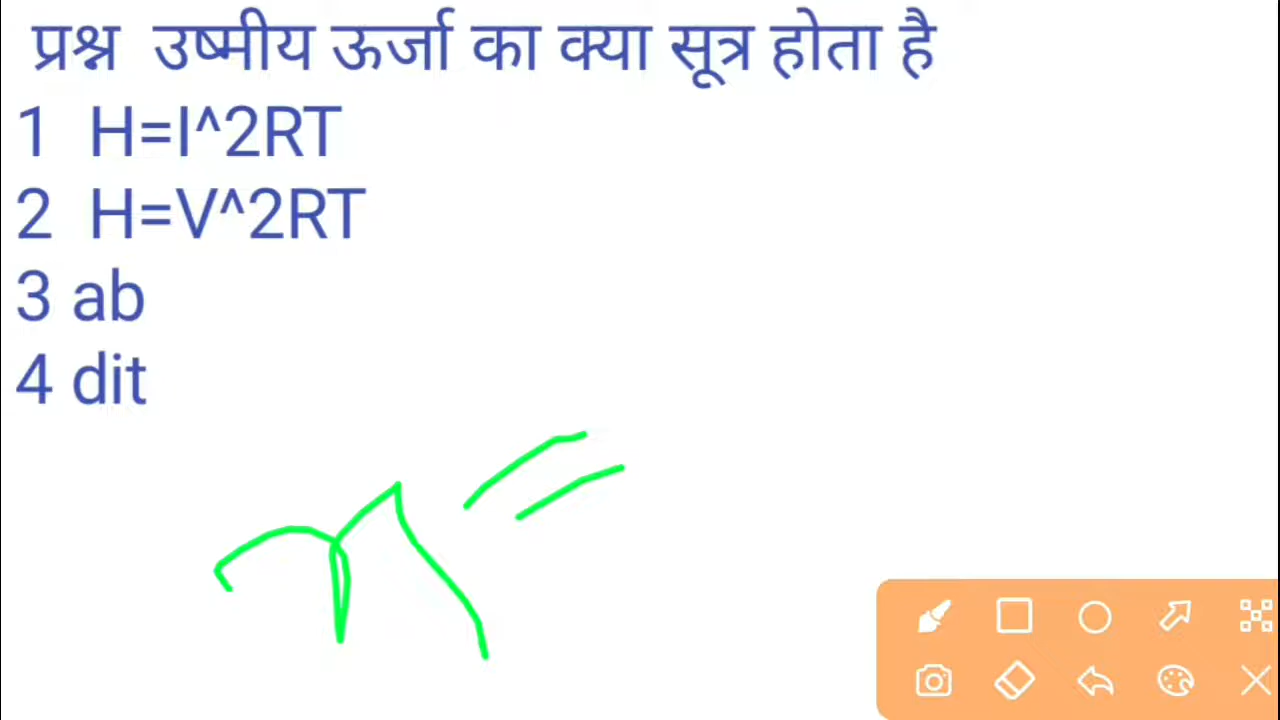 प्रश्न उष्मीय ऊर्जा का क्या सूत्र होता है
1 H=I^2RT
2 H=V^2RT
3 ab
4 dit